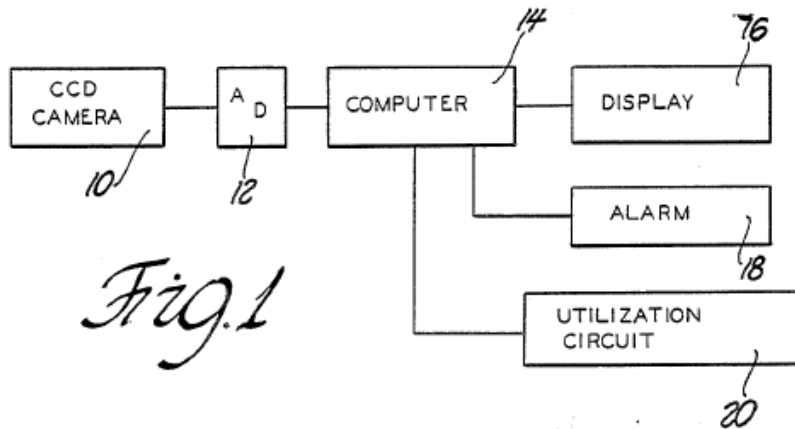 14
76
CCD
CAMERA
A
D
COMPUTER
DISPLAY
10
12
ALARM
18
Fig. 1
UTILIZATION
CIRCUIT
20